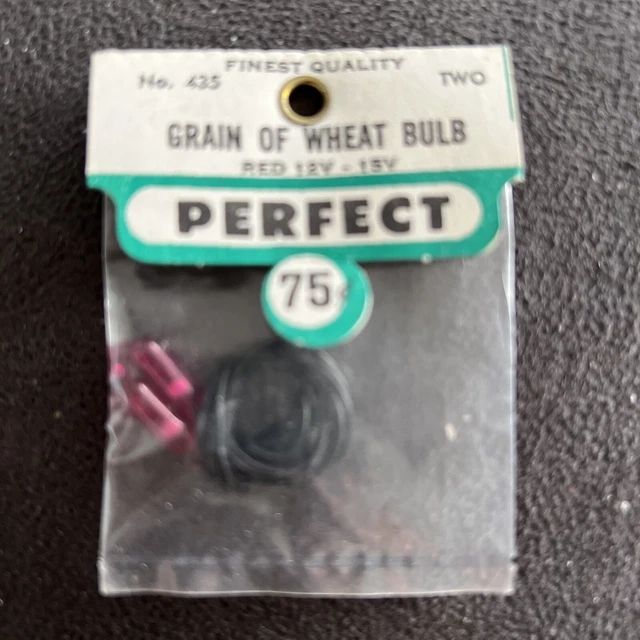 FINEST QUALITY
No. 435 TWO
GRAIN OF WHEAT BULB
RED 12V - 15V
PERFECT
75¢